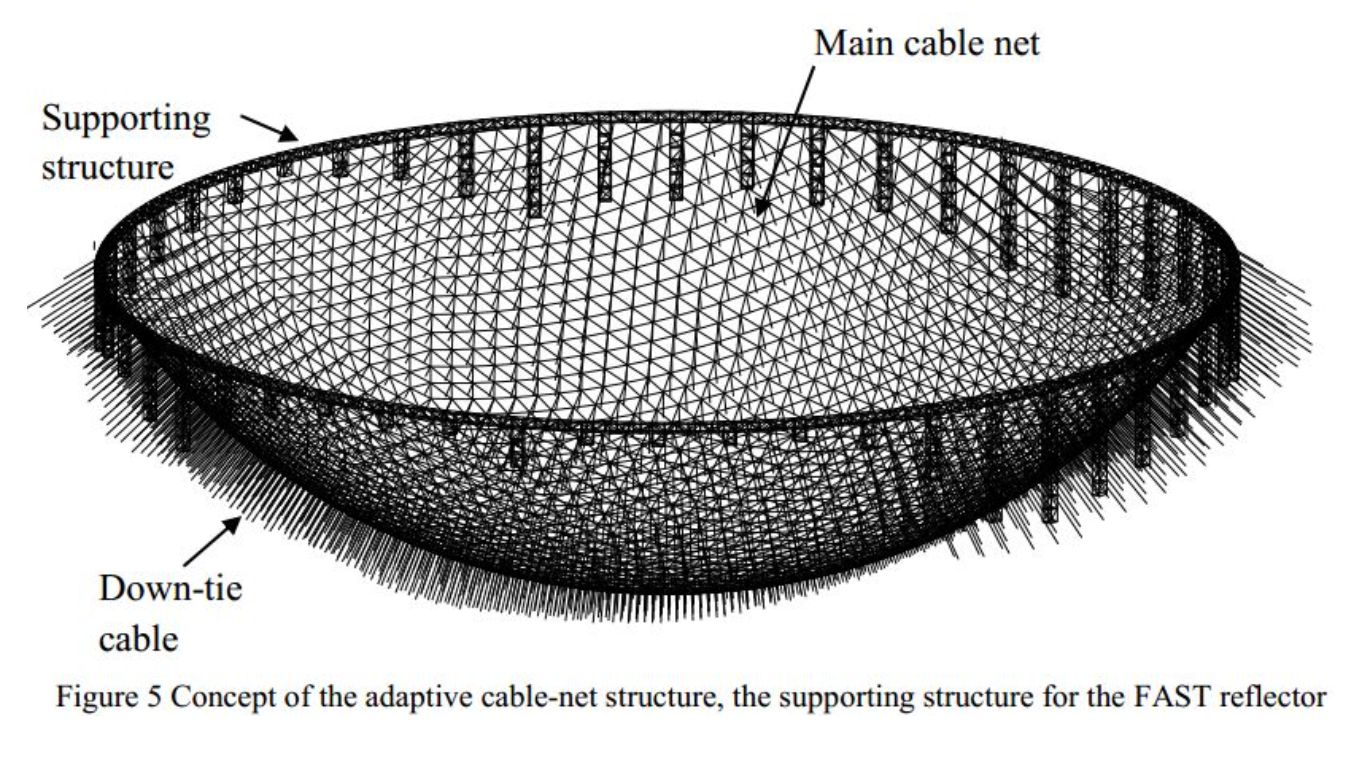 Main cable net
Supporting
structure
Down-tie
cable
Figure 5 Concept of the adaptive cable-net structure, the supporting structure for the FAST reflector